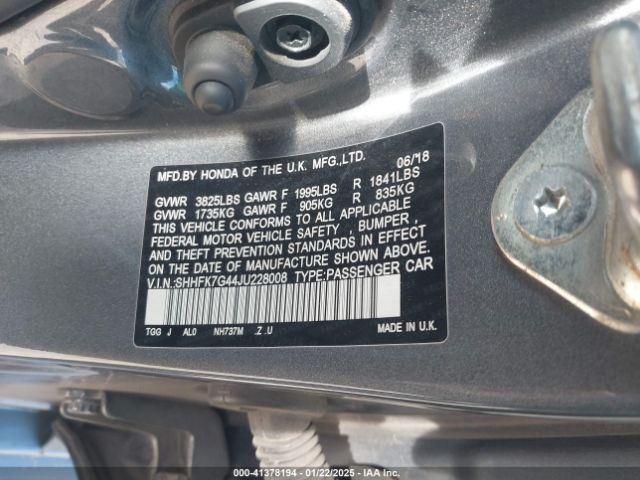 MFD.BY HONDA OF THE U.K. MFG.,LTD. 06/18
GVWR 3825LBS GAWR F 1995LBS R 1841LBS
GVWR 1735KG GAWR F 905KG R 835KG
THIS VEHICLE CONFORMS TO ALL APPLICABLE
FEDERAL MOTOR VEHICLE SAFETY , BUMPER ,
AND THEFT PREVENTION STANDARDS IN EFFECT
ON THE DATE OF MANUFACTURE SHOWN ABOVE.
V.I.N.:SHHFK7G44JU228008 TYPE:PASSENGER CAR
TGG J AL0 NH737M .Z .U MADE IN U.K.
000-41378194 - 01/22/2025 - IAAI.COM